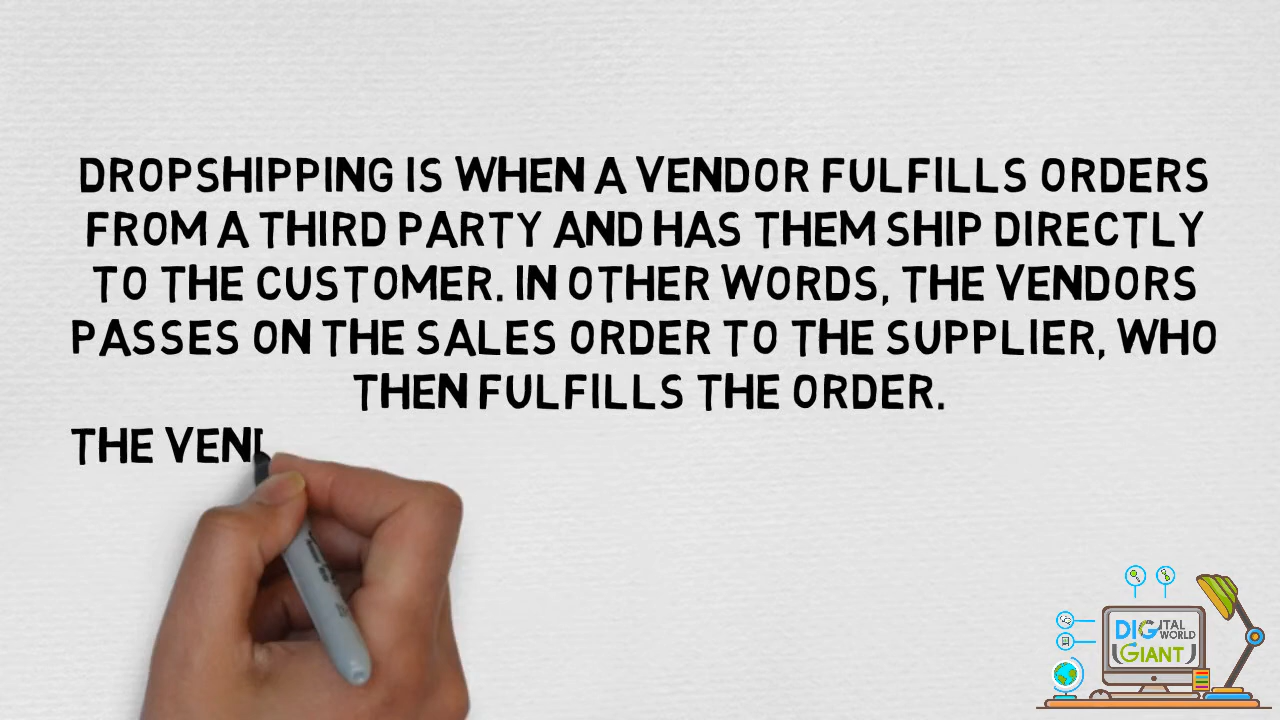 DROPSHIPPING IS WHEN A VENDOR FULFILLS ORDERS
FROM A THIRD PARTY AND HAS THEM SHIP DIRECTLY
TO THE CUSTOMER. IN OTHER WORDS, THE VENDORS
PASSES ON THE SALES ORDER TO THE SUPPLIER, WHO
THEN FULFILLS THE ORDER.
THE VEN
DIGITAL WORLD
GIANT